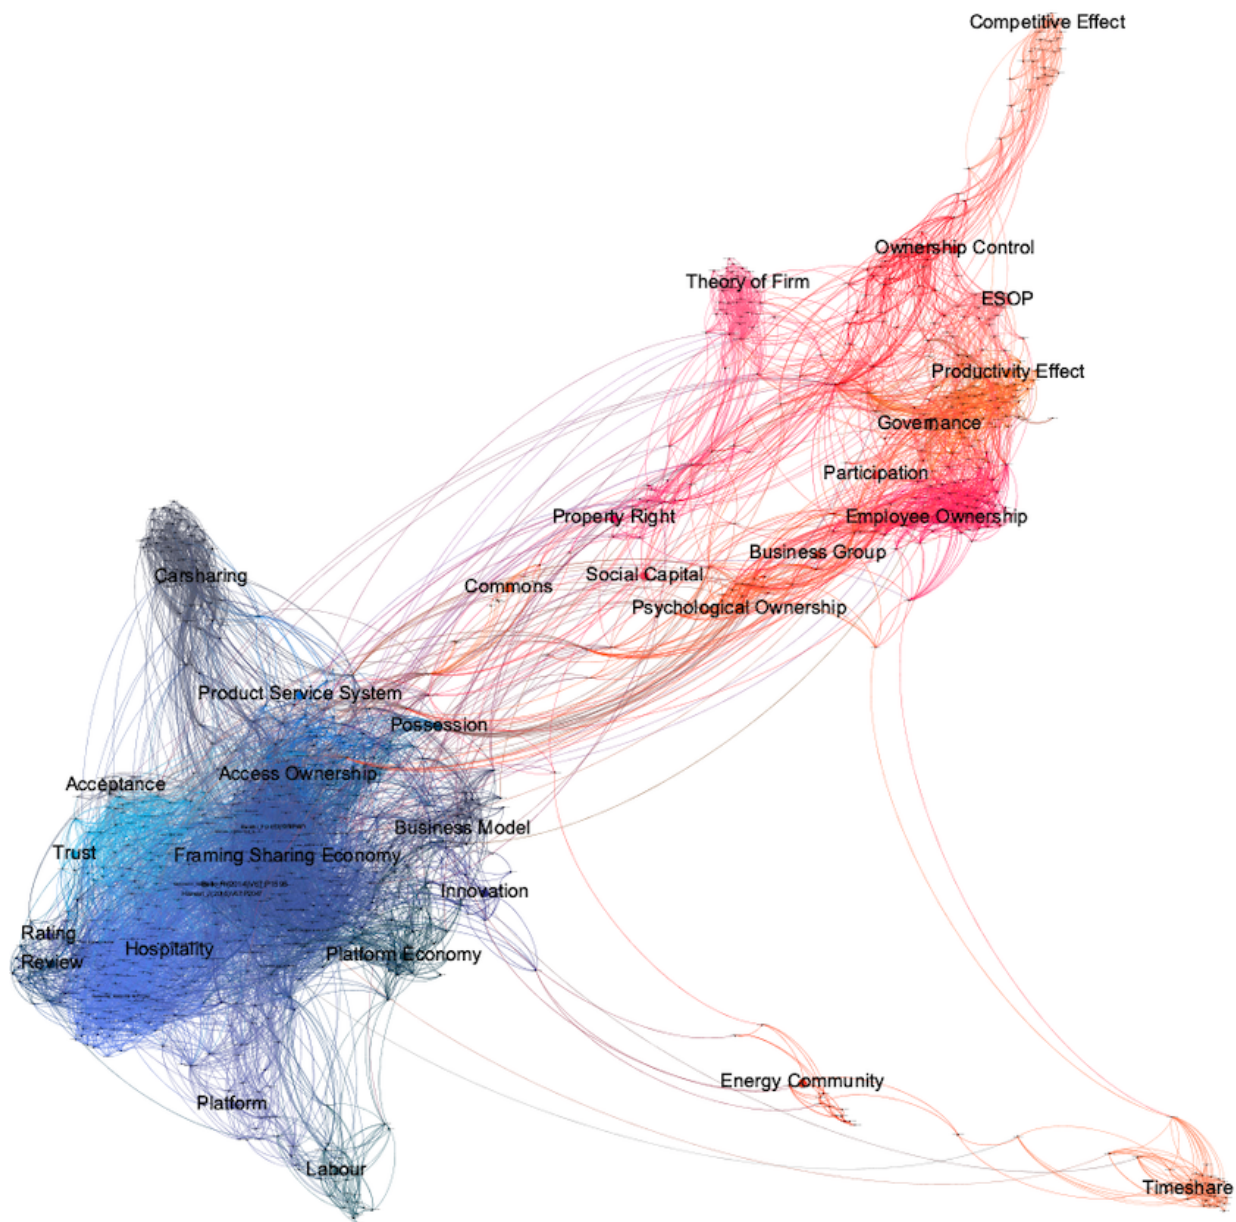 Competitive Effect
Ownership Control
Theory of Firm
ESOP
Productivity Effect
Governance
Participation
Property Right
Employee Ownership
Business Group
Carsharing
Social Capital
Commons
Psychological Ownership
Product Service System
Possession
Access Ownership
Acceptance
Business Model
Trust
Framing Sharing Economy
Innovation
Rating
Hospitality
Platform Economy
Review
Energy Community
Platform
Labour
Timeshare